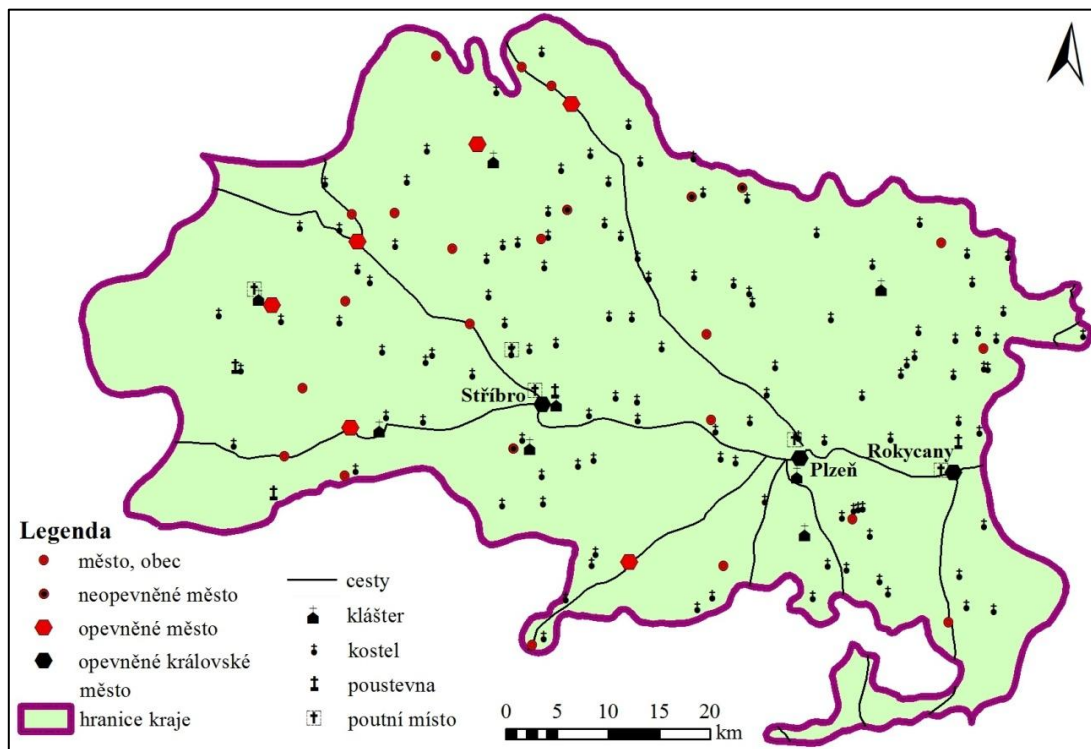 Stříbro
Rokycany
Plzeň
Legenda
město, obec
neopevněné město
opevněné město
opevněné královské
město
hranice kraje
cesty
klášter
kostel
poustevna
poutní místo
0 5 10 15 20
km